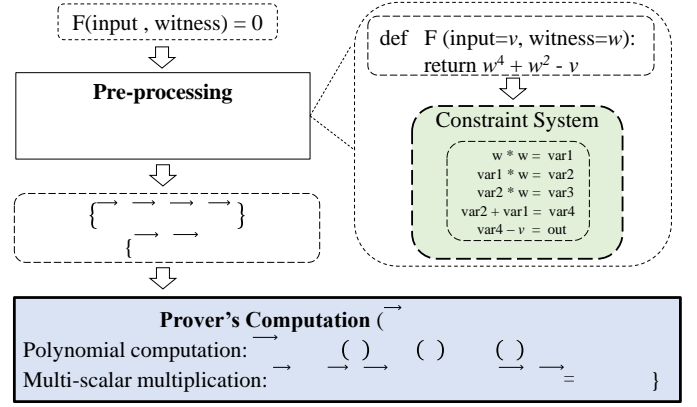 F(input , witness) = 0
Pre-processing
{ → → → → }
{ → →
def F (input=v, witness=w):
return w⁴ + w² - v
Constraint System
w * w = var1
var1 * w = var2
var2 * w = var3
var2 + var1 = var4
var4 – v = out
Prover's Computation ( →
Polynomial computation: → ( ) ( ) ( )
Multi-scalar multiplication: → → → → → = }